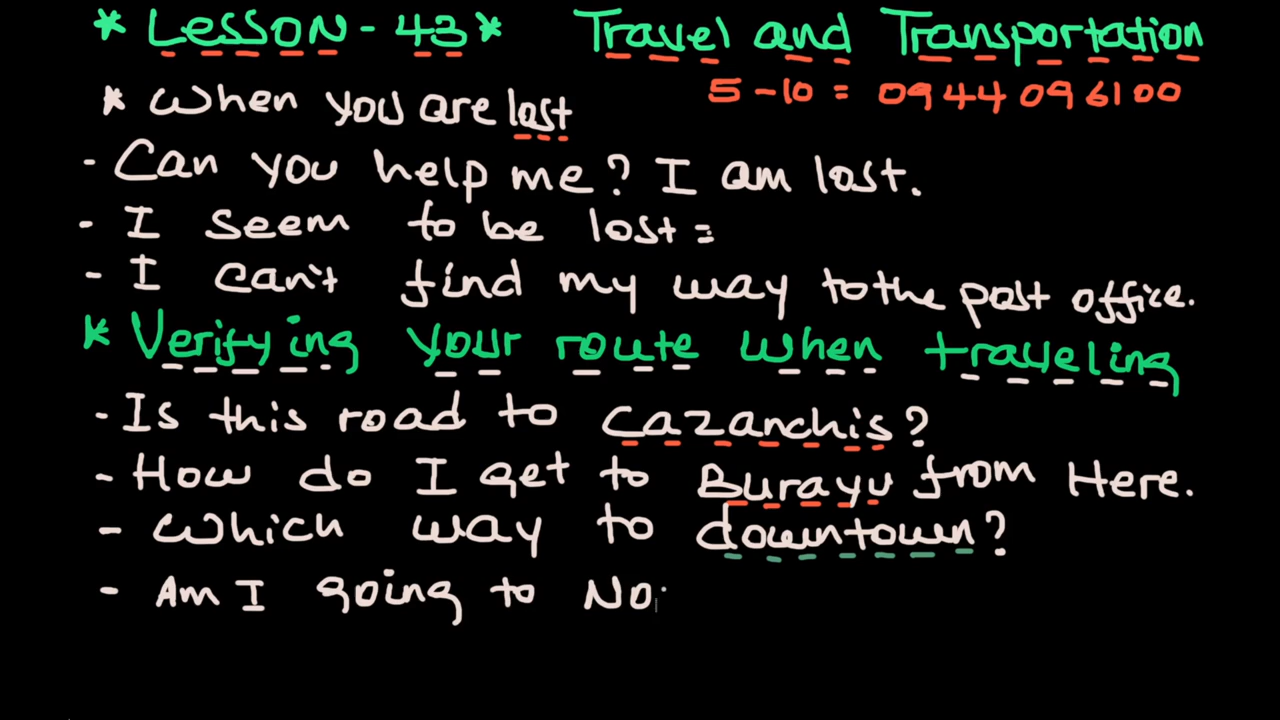 * Lesson - 43 * Travel and Transportation
5 - 10 = 0944096100
* When you are lost
- Can you help me? I am lost.
- I seem to be lost =
- I can't find my way to the post office.
* Verifying your route when traveling
- Is this road to Cazanchis?
- How do I get to Burayu from Here.
- Which way to downtown?
- Am I going to No